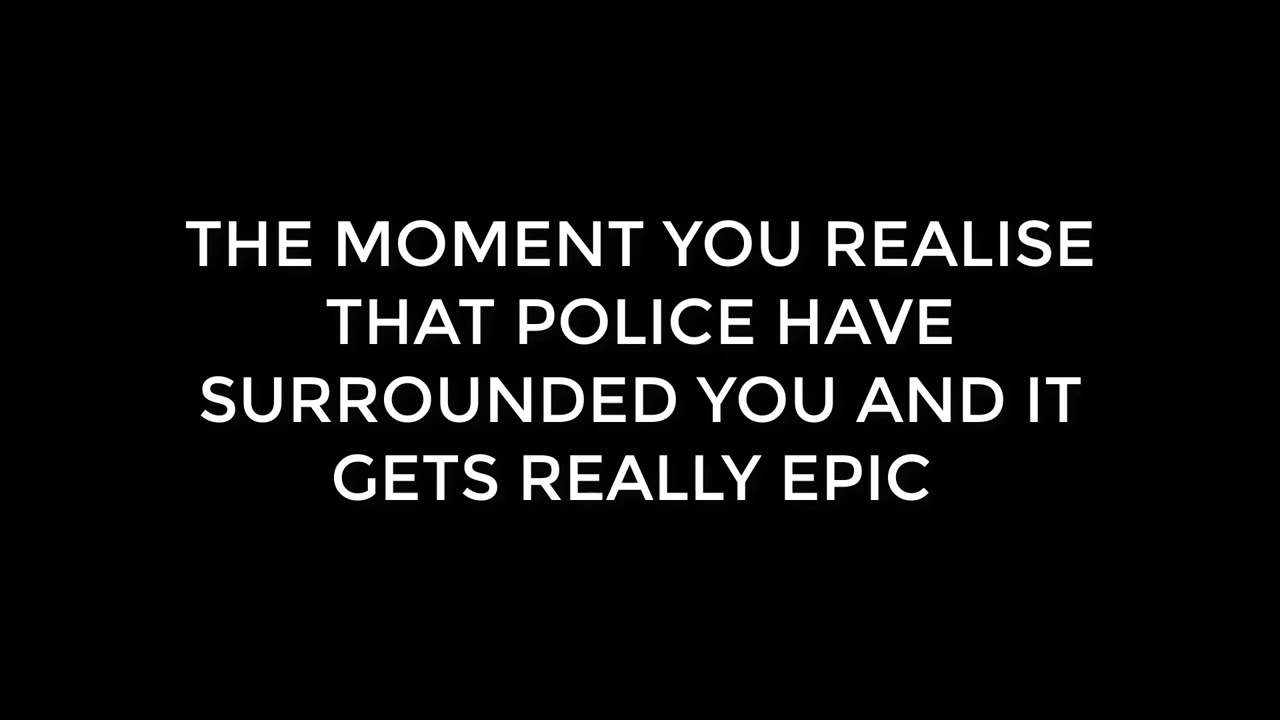 THE MOMENT YOU REALISE
THAT POLICE HAVE
SURROUNDED YOU AND IT
GETS REALLY EPIC